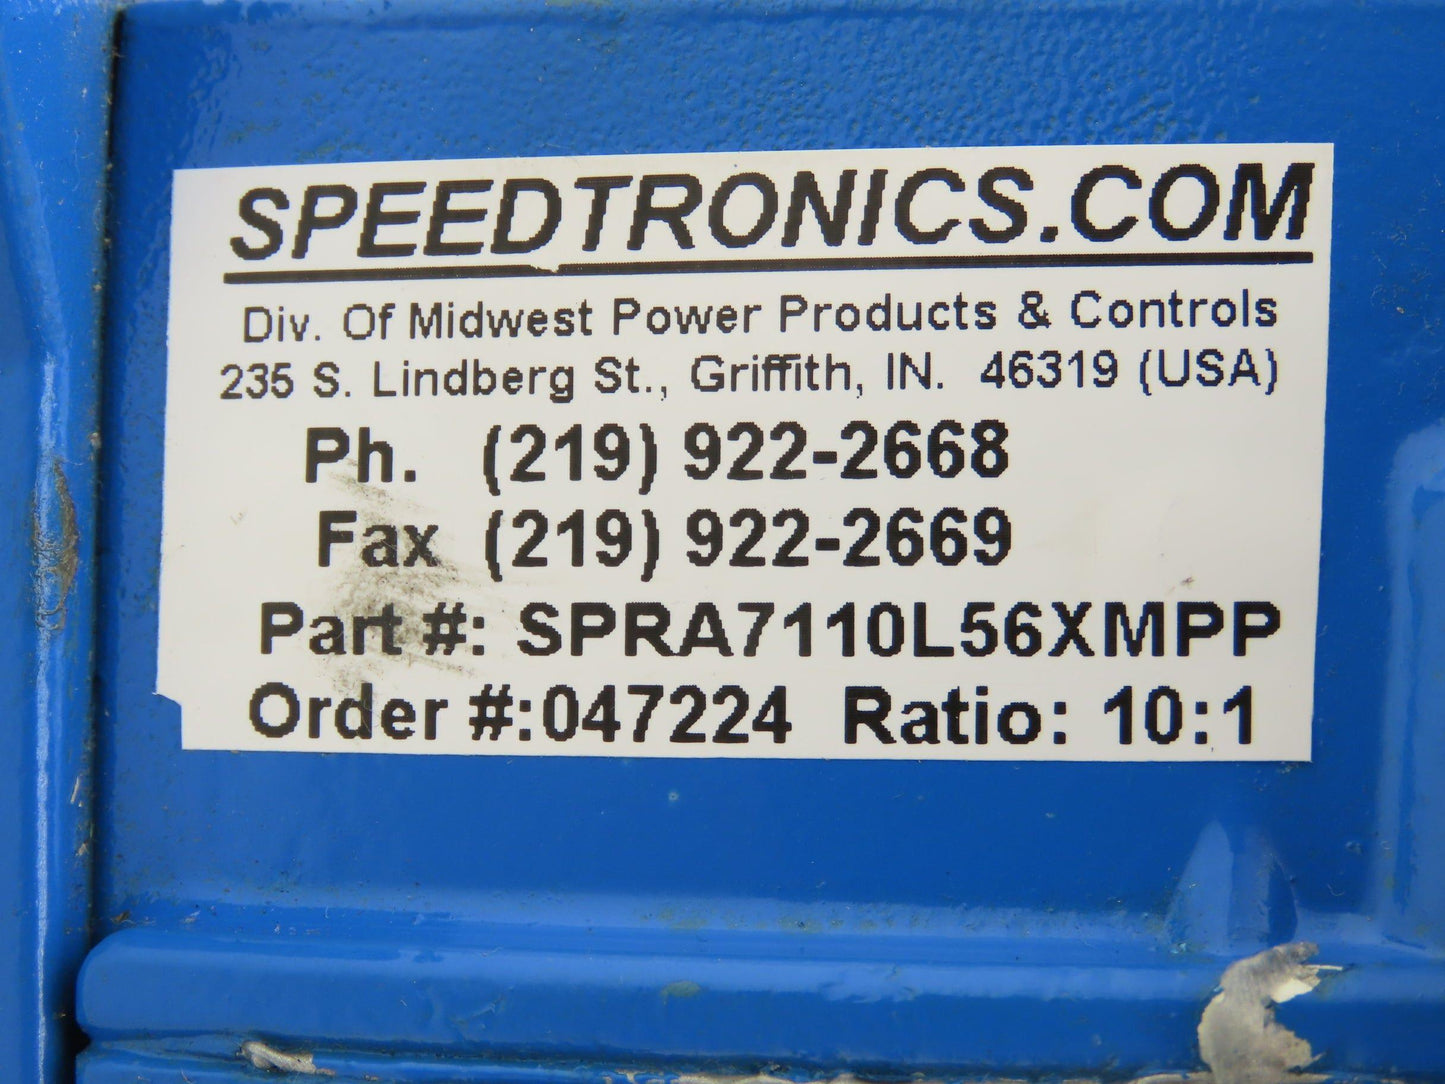 SPEEDTRONICS.COM
Div. Of Midwest Power Products & Controls
235 S. Lindberg St., Griffith, IN. 46319 (USA)
Ph. (219) 922-2668
Fax (219) 922-2669
Part #: SPRA7110L56XMPP
Order #:047224 Ratio: 10:1